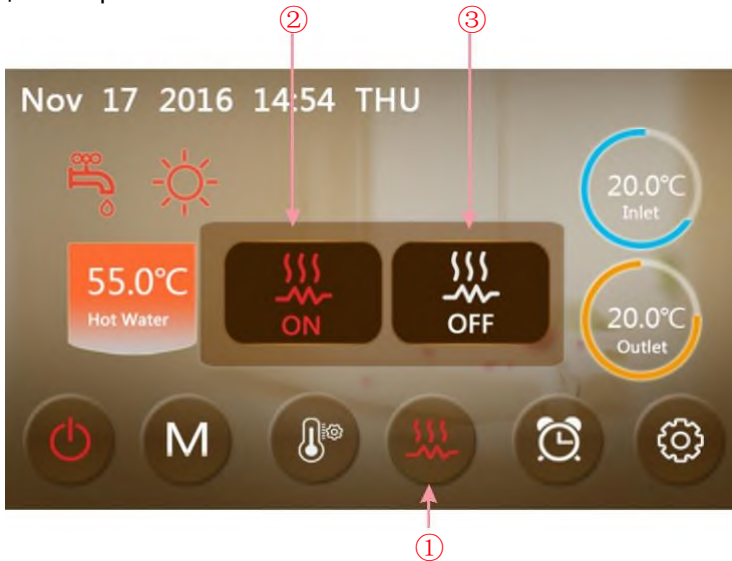 ② ③
Nov 17 2016 14:54 THU
20.0℃
Inlet
55.0℃
Hot Water
ON
OFF
20.0℃
Outlet
M
①